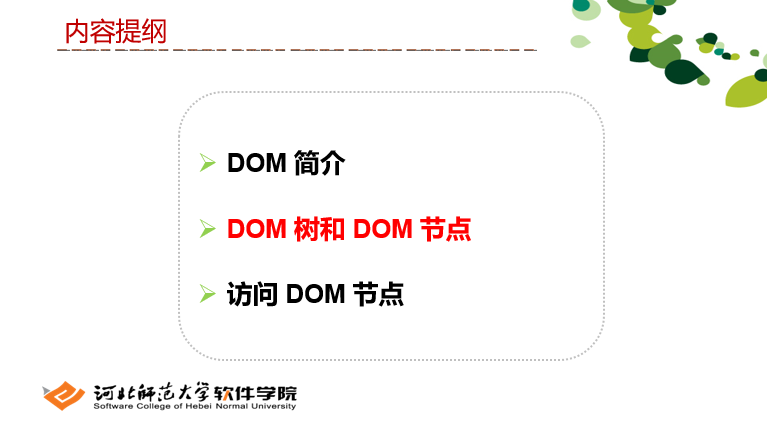 内容提纲
DOM 简介
DOM 树和 DOM 节点
访问 DOM 节点
河北师范大学软件学院
Software College of Hebei Normal University